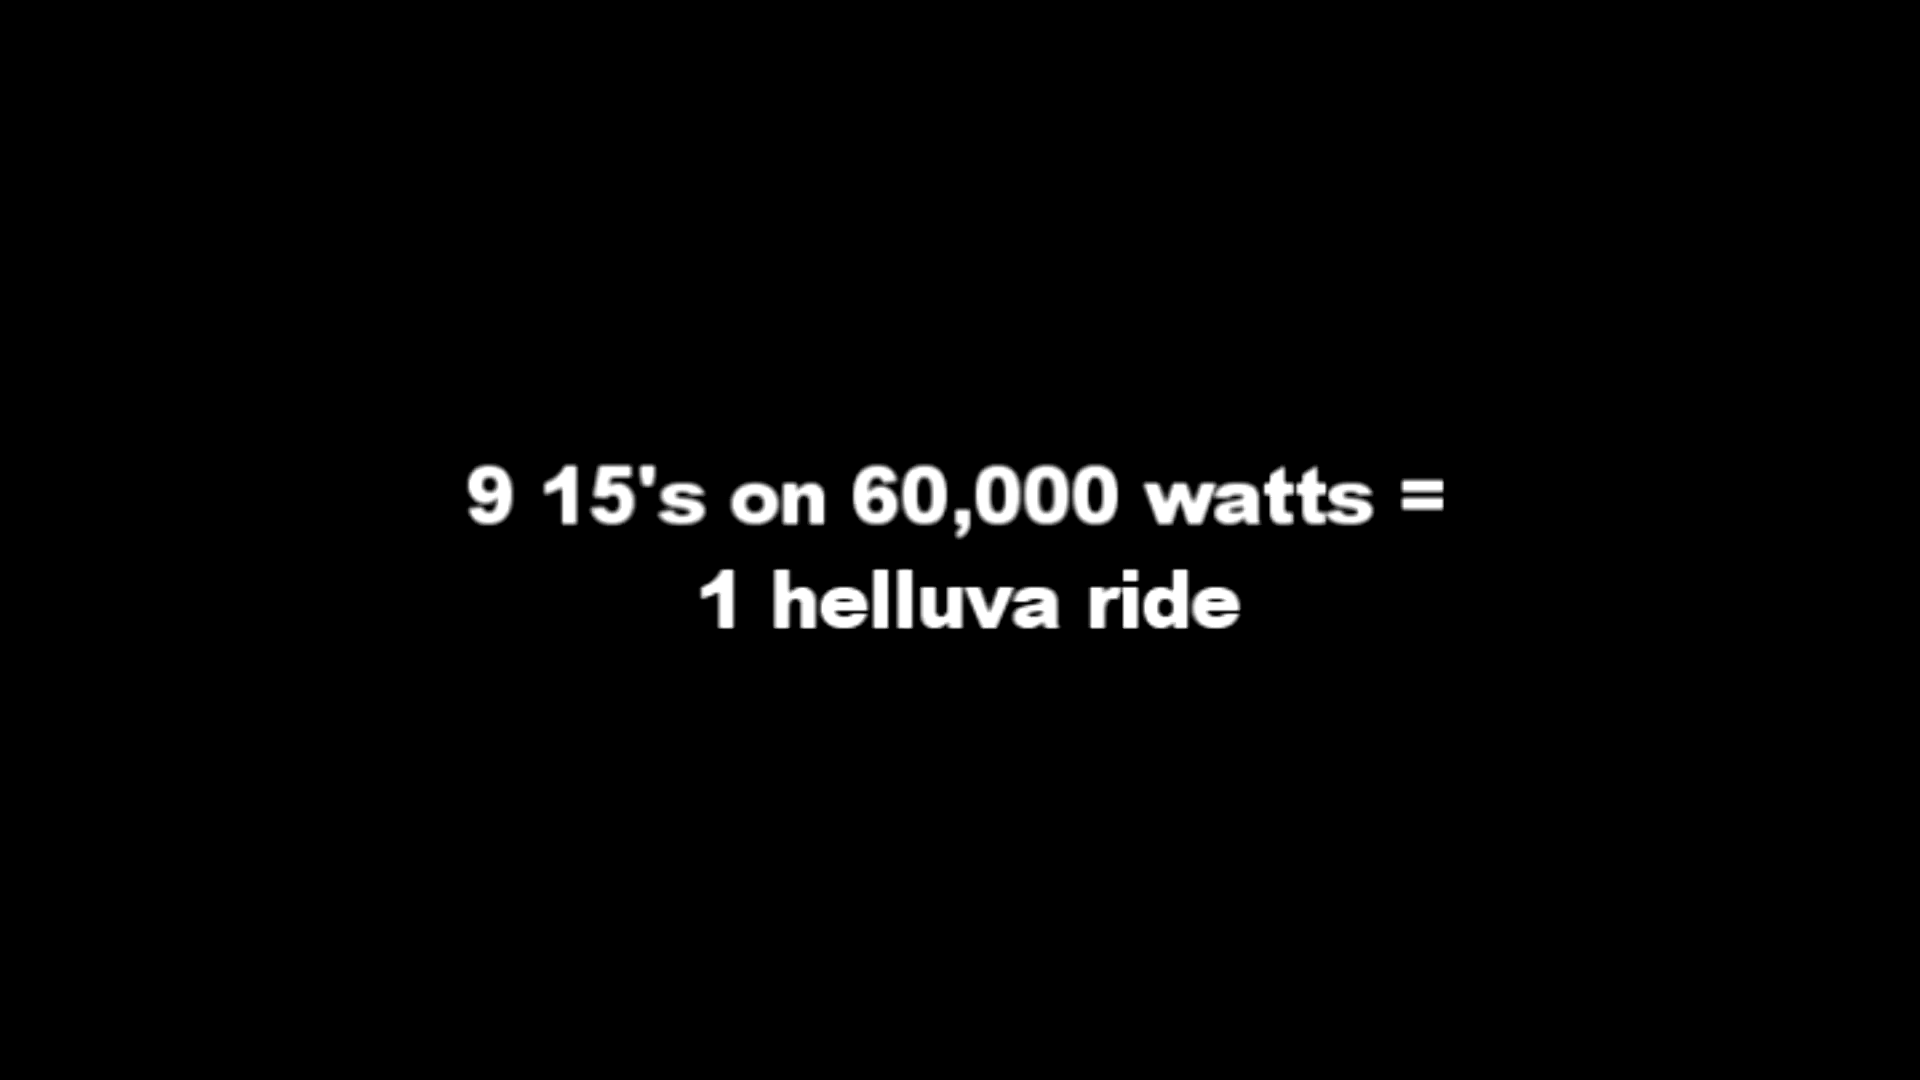 9 15's on 60,000 watts =
1 helluva ride